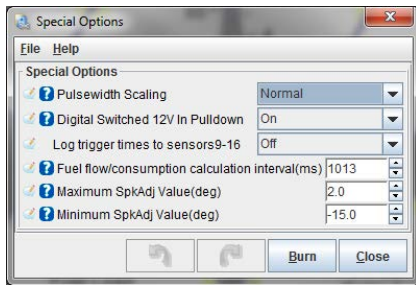 Special Options
File Help
Special Options
Pulsewidth Scaling Normal
Digital Switched 12V In Pulldown On
Log trigger times to sensors9-16 Off
Fuel flow/consumption calculation interval(ms) 1013
Maximum SpkAdj Value(deg) 2.0
Minimum SpkAdj Value(deg) -15.0
Burn Close